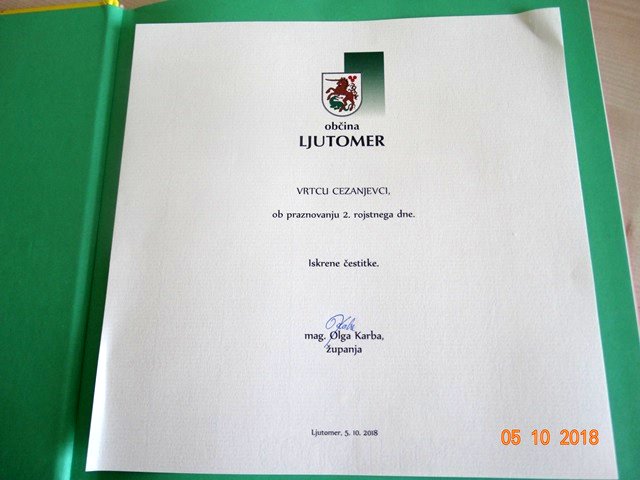 občina
LJUTOMER
VRTCU CEZANJEVCI,
ob praznovanju 2. rojstnega dne.
Iskrene čestitke.
mag. Olga Karba,
županja
Ljutomer, 5. 10. 2018
05 10 2018